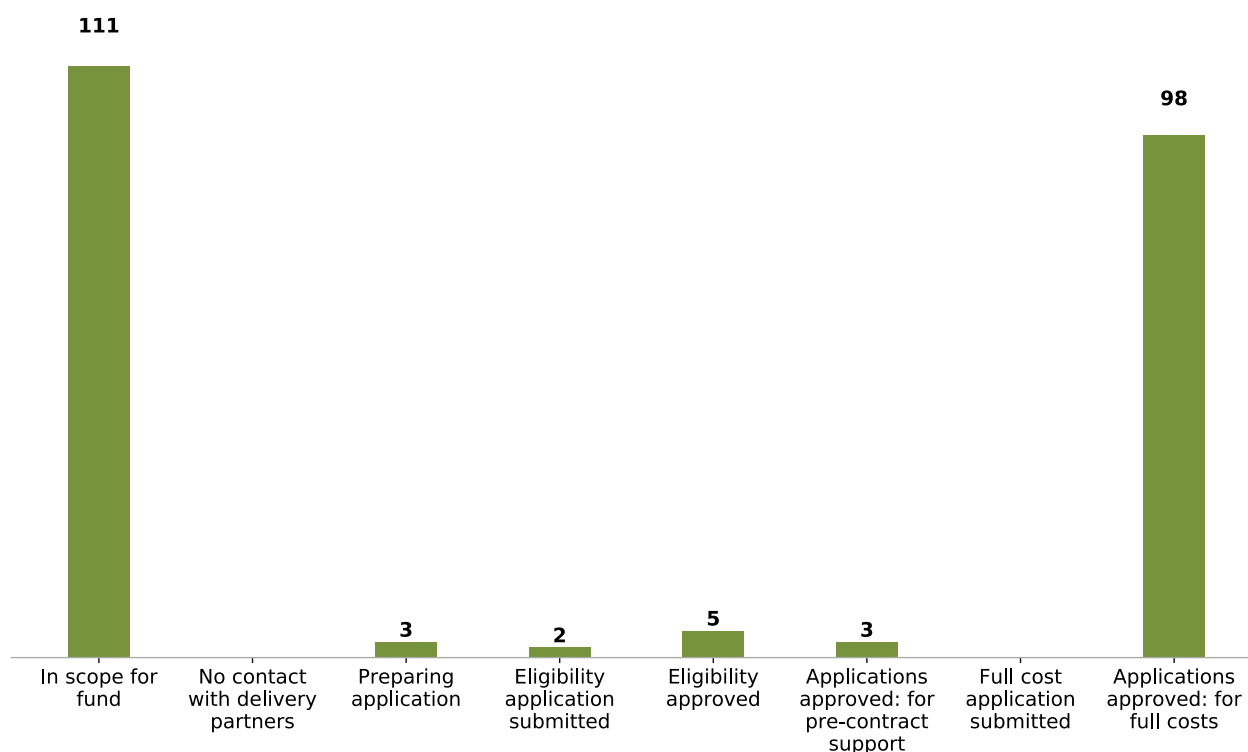 111
98
3
2
5
3
In scope for
fund
No contact
with delivery
partners
Preparing
application
Eligibility
application
submitted
Eligibility
approved
Applications
approved: for
pre-contract
support
Full cost
application
submitted
Applications
approved: for
full costs